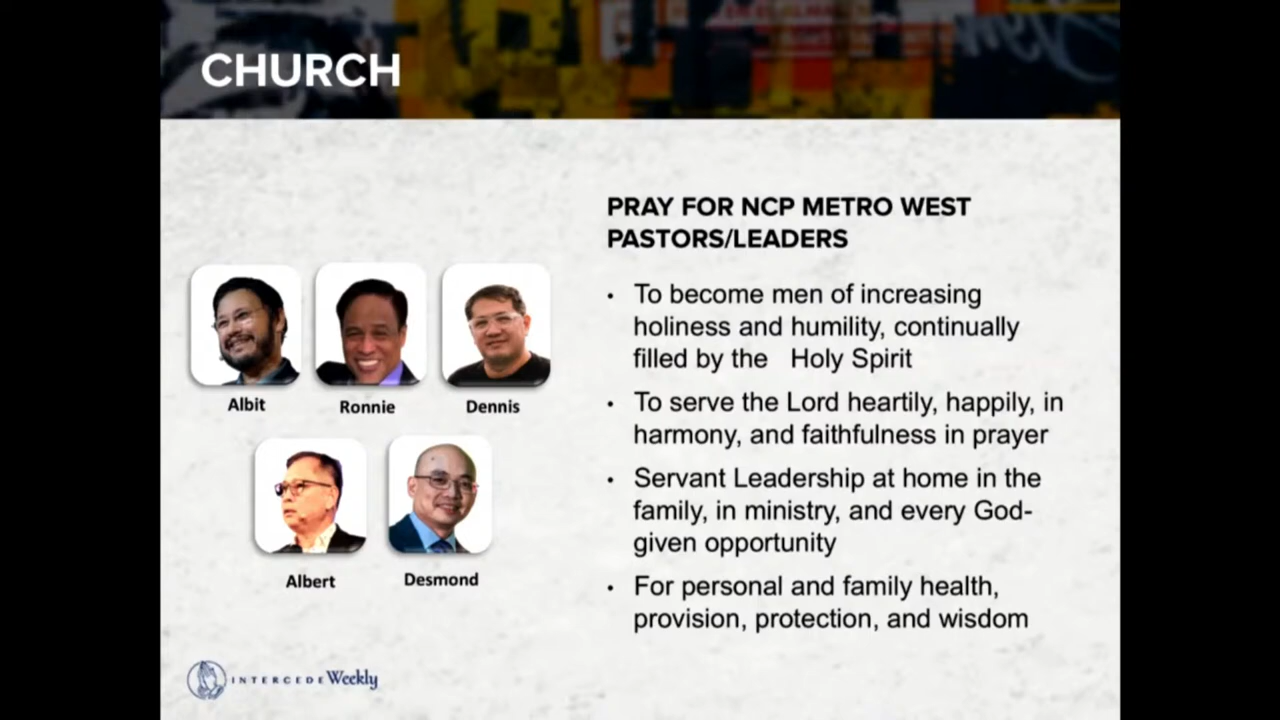 CHURCH
PRAY FOR NCP METRO WEST
PASTORS/LEADERS
• To become men of increasing
holiness and humility, continually
filled by the Holy Spirit
• To serve the Lord heartily, happily, in
harmony, and faithfulness in prayer
• Servant Leadership at home in the
family, in ministry, and every God-
given opportunity
• For personal and family health,
provision, protection, and wisdom
Albit
Ronnie
Dennis
Albert
Desmond
INTERCEDE Weekly